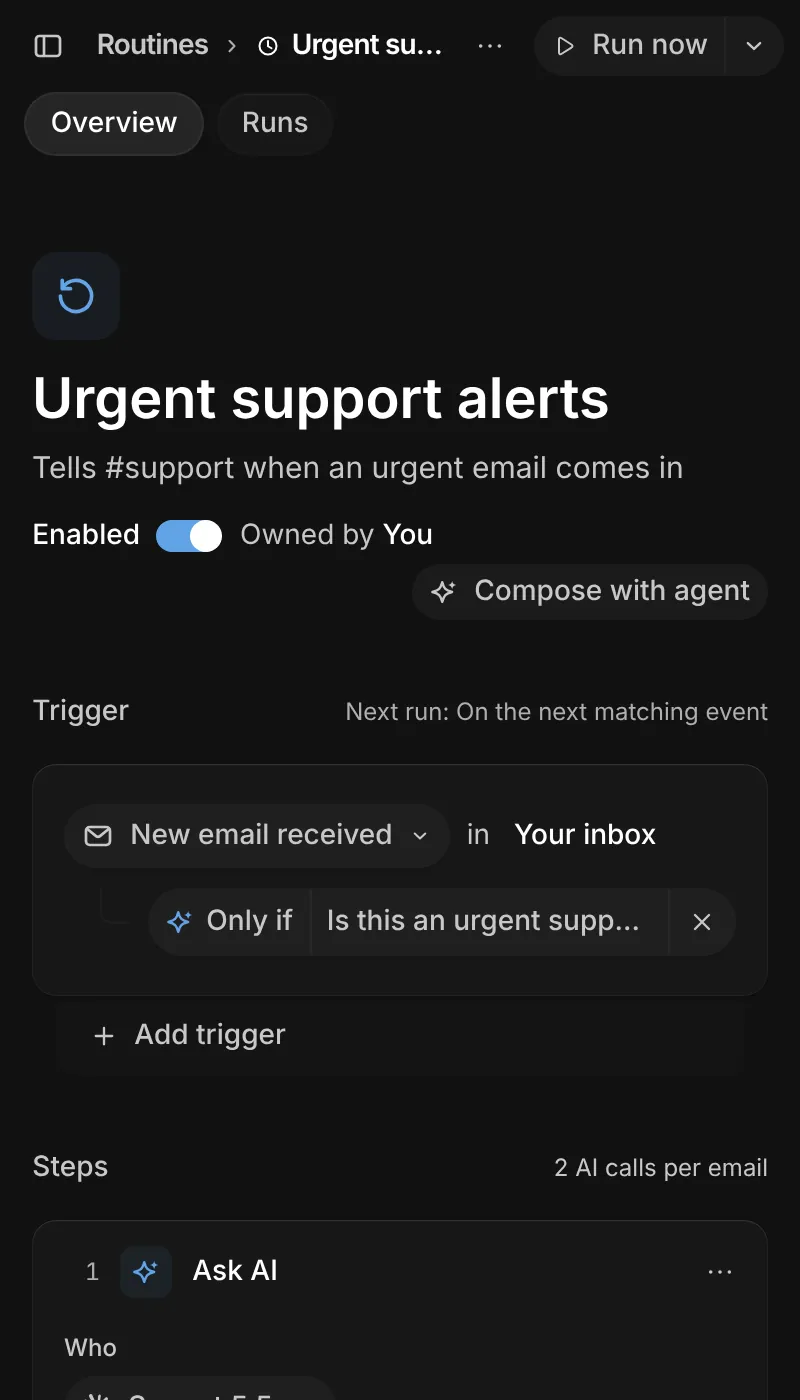 Routines › Urgent su... ... Run now
Overview Runs
Urgent support alerts
Tells #support when an urgent email comes in
Enabled Owned by You
Compose with agent
Trigger Next run: On the next matching event
New email received in Your inbox
Only if Is this an urgent supp...
+ Add trigger
Steps 2 AI calls per email
1 Ask AI ...
Who